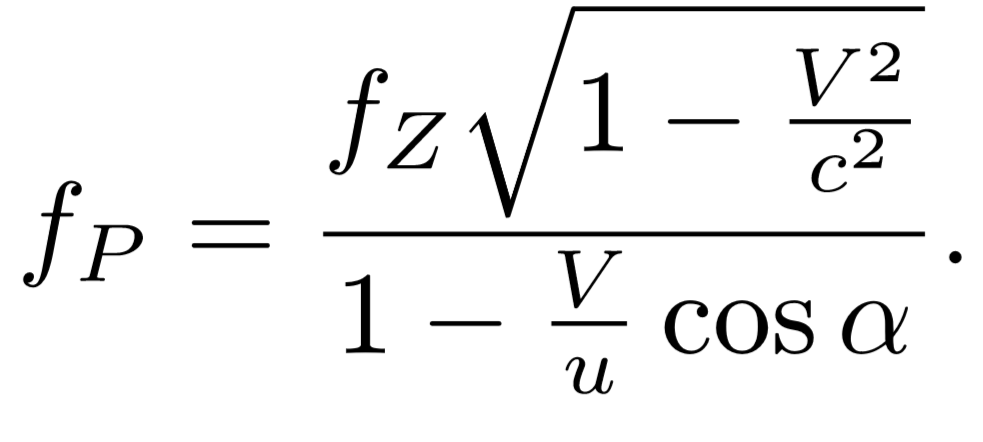 f_P = \frac{f_Z \sqrt{1 - \frac{V^2}{c^2}}}{1 - \frac{V}{u} \cos \alpha}.